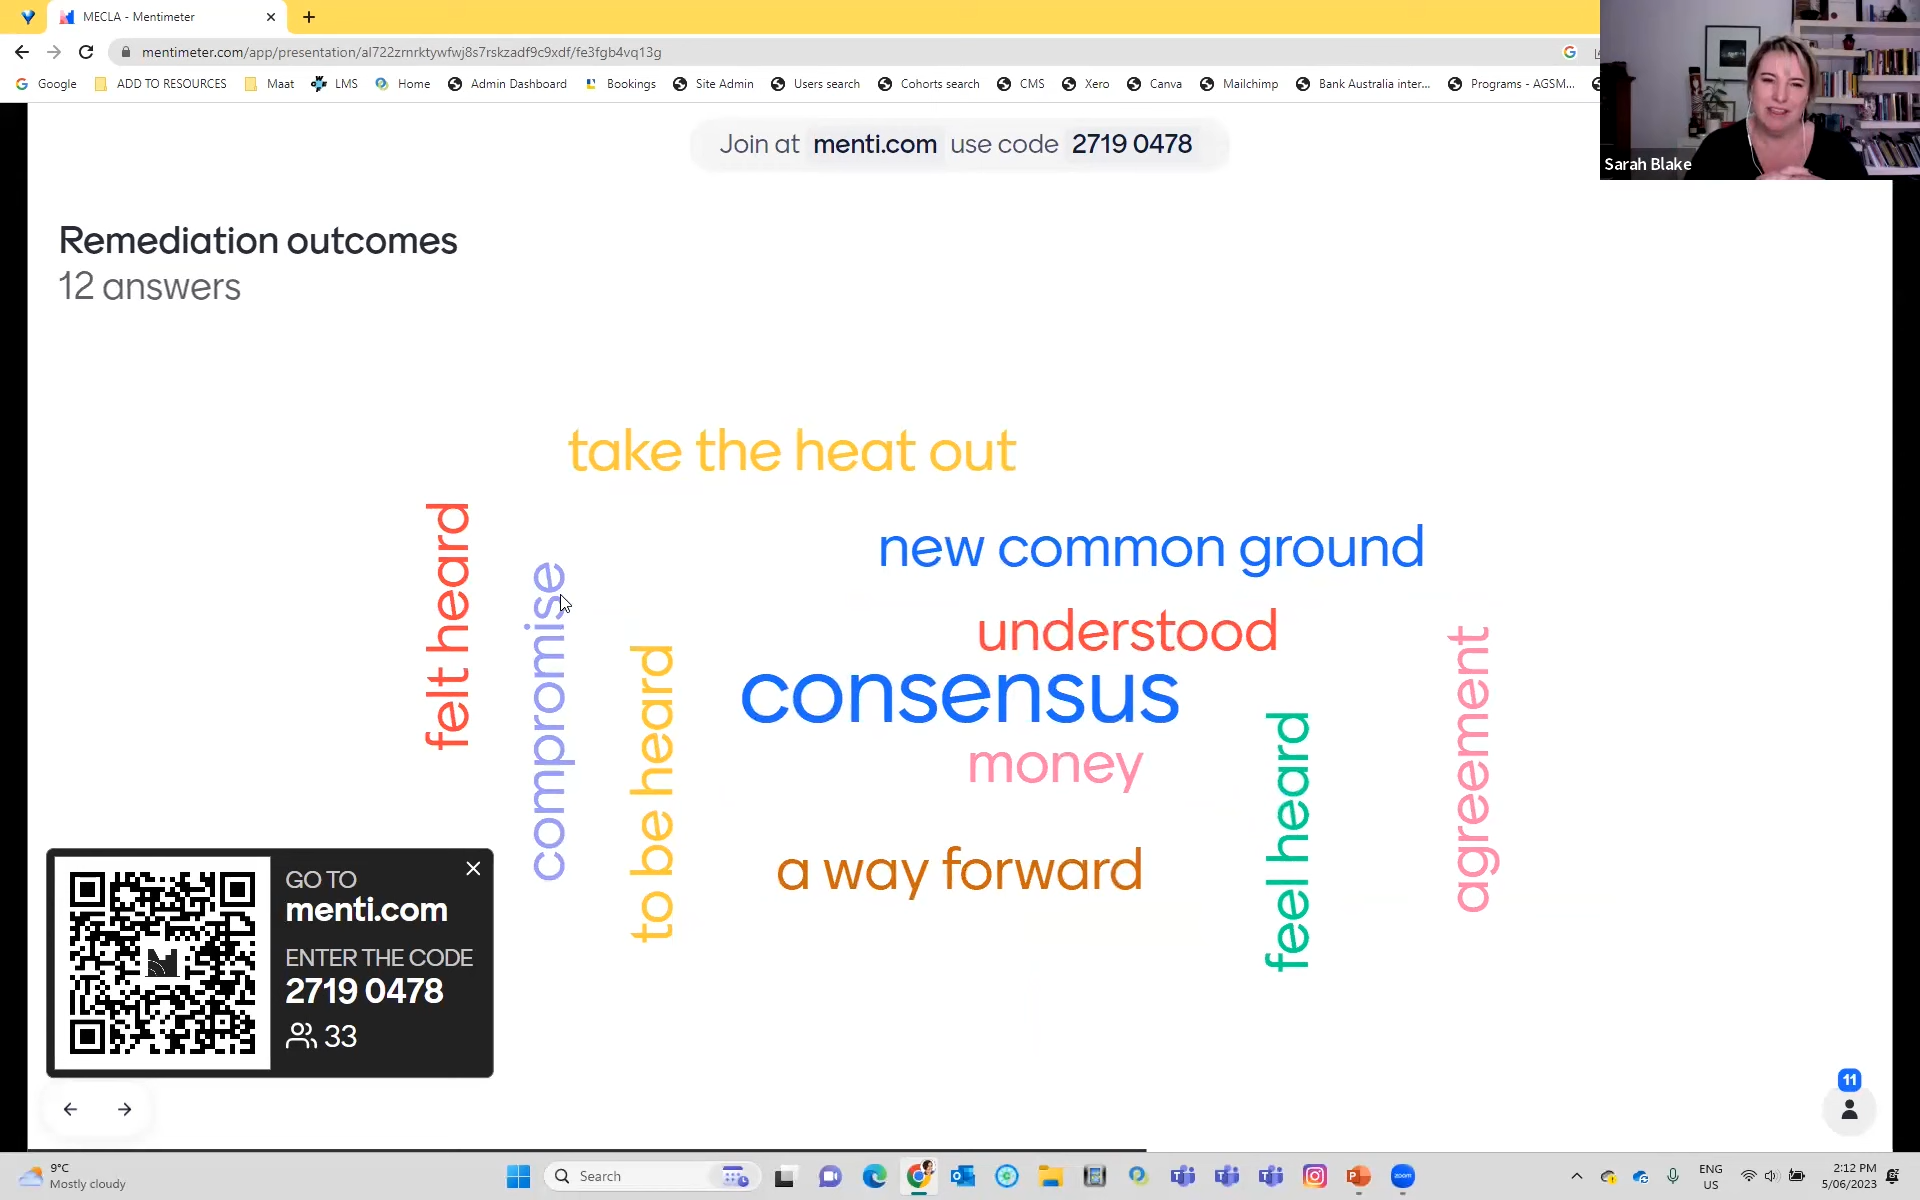 MECLA - Mentimeter
mentimeter.com/app/presentation/al722zrnrktywfwj8s7rskzadf9c9xdf/fe3fgb4vq13g
Google ADD TO RESOURCES Maat LMS Home Admin Dashboard Bookings Site Admin Users search Cohorts search CMS Xero Canva Mailchimp Bank Australia inter... Programs - AGSM...
Sarah Blake
Join at menti.com use code 2719 0478
Remediation outcomes
12 answers
take the heat out
felt heard
new common ground
compromise
understood
agreement
to be heard
consensus
feel heard
money
a way forward
GO TO
menti.com
ENTER THE CODE
2719 0478
33
11
9°C
Mostly cloudy
Search
zoom
ENG
US
2:12 PM
5/06/2023